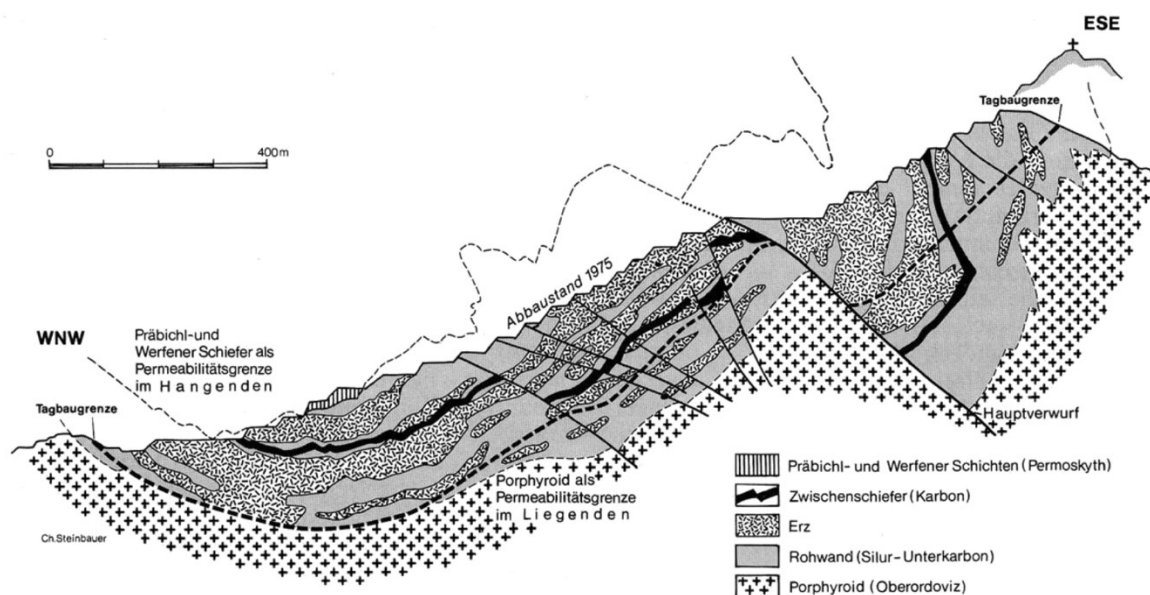 ESE
Tagbaugrenze
0
400m
Abbaustand 1975
WNW
Präbichl-und
Werfener Schiefer als
Permeabilitätsgrenze
im Hangenden
Tagbaugrenze
Hauptverwurf
Porphyroid als
Permeabilitätsgrenze
im Liegenden
Ch.Steinbauer
Präbichl- und Werfener Schichten (Permoskyth)
Zwischenschiefer (Karbon)
Erz
Rohwand (Silur-Unterkarbon)
Porphyroid (Oberordoviz)